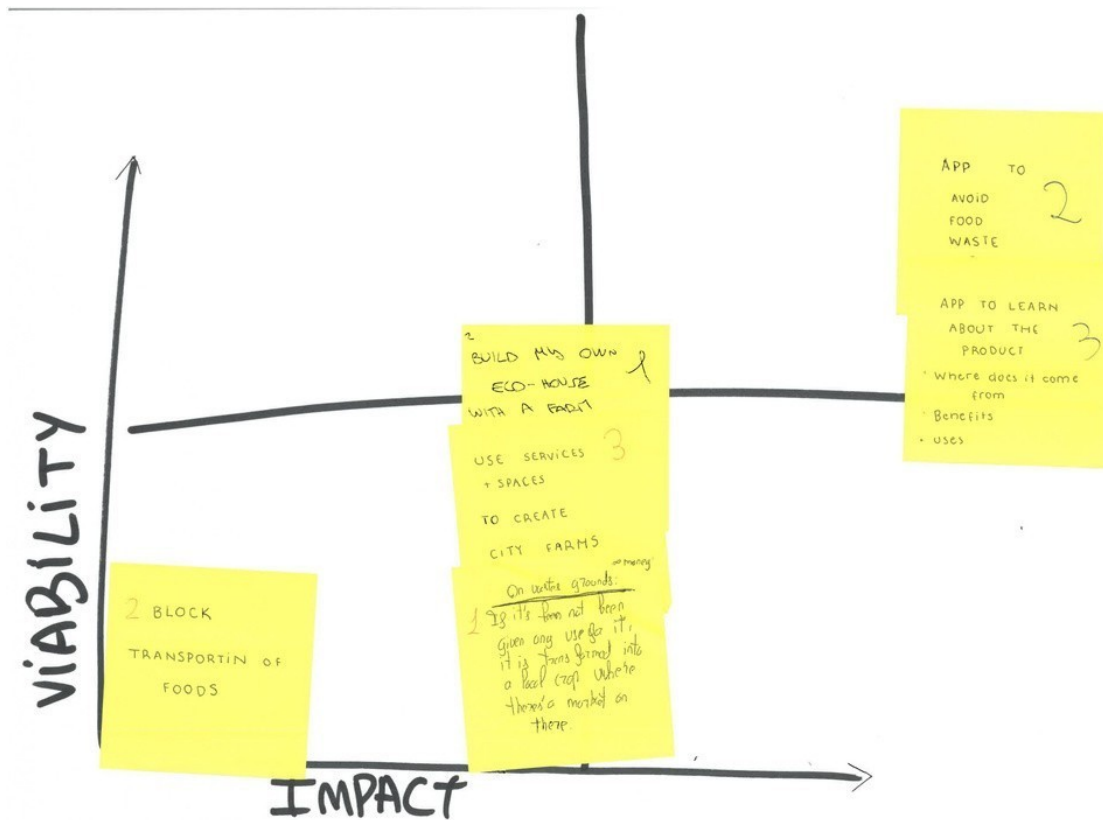 VIABILITY
IMPACT
APP TO
AVOID
FOOD
WASTE
2
APP TO LEARN
ABOUT THE
PRODUCT
3
· Where does it come
from
· Benefits
· uses
2
BUILD MY OWN
ECO-HOUSE
WITH A FARM
1
USE SERVICES 3
+ SPACES
TO CREATE
CITY FARMS
∞ money
On waste grounds:
1 If it's been not been
given any use for it,
it is transformed into
a local crop where
there's a market on
there.
2 BLOCK
TRANSPORTIN OF
FOODS